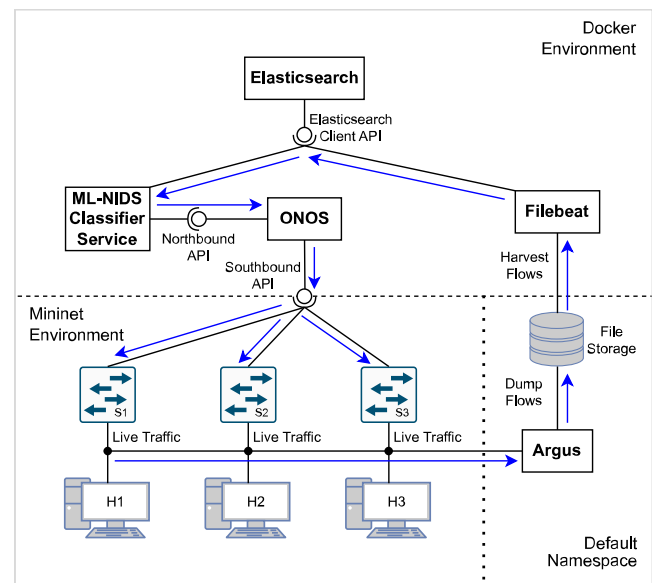 Docker
Environment
Elasticsearch
Elasticsearch
Client API
ML-NIDS
Classifier
Service
ONOS
Filebeat
Northbound
API
Harvest
Flows
Southbound
API
Mininet
Environment
File
Storage
S1
S2
S3
Dump
Flows
Live Traffic
Live Traffic
Live Traffic
Argus
H1
H2
H3
Default
Namespace